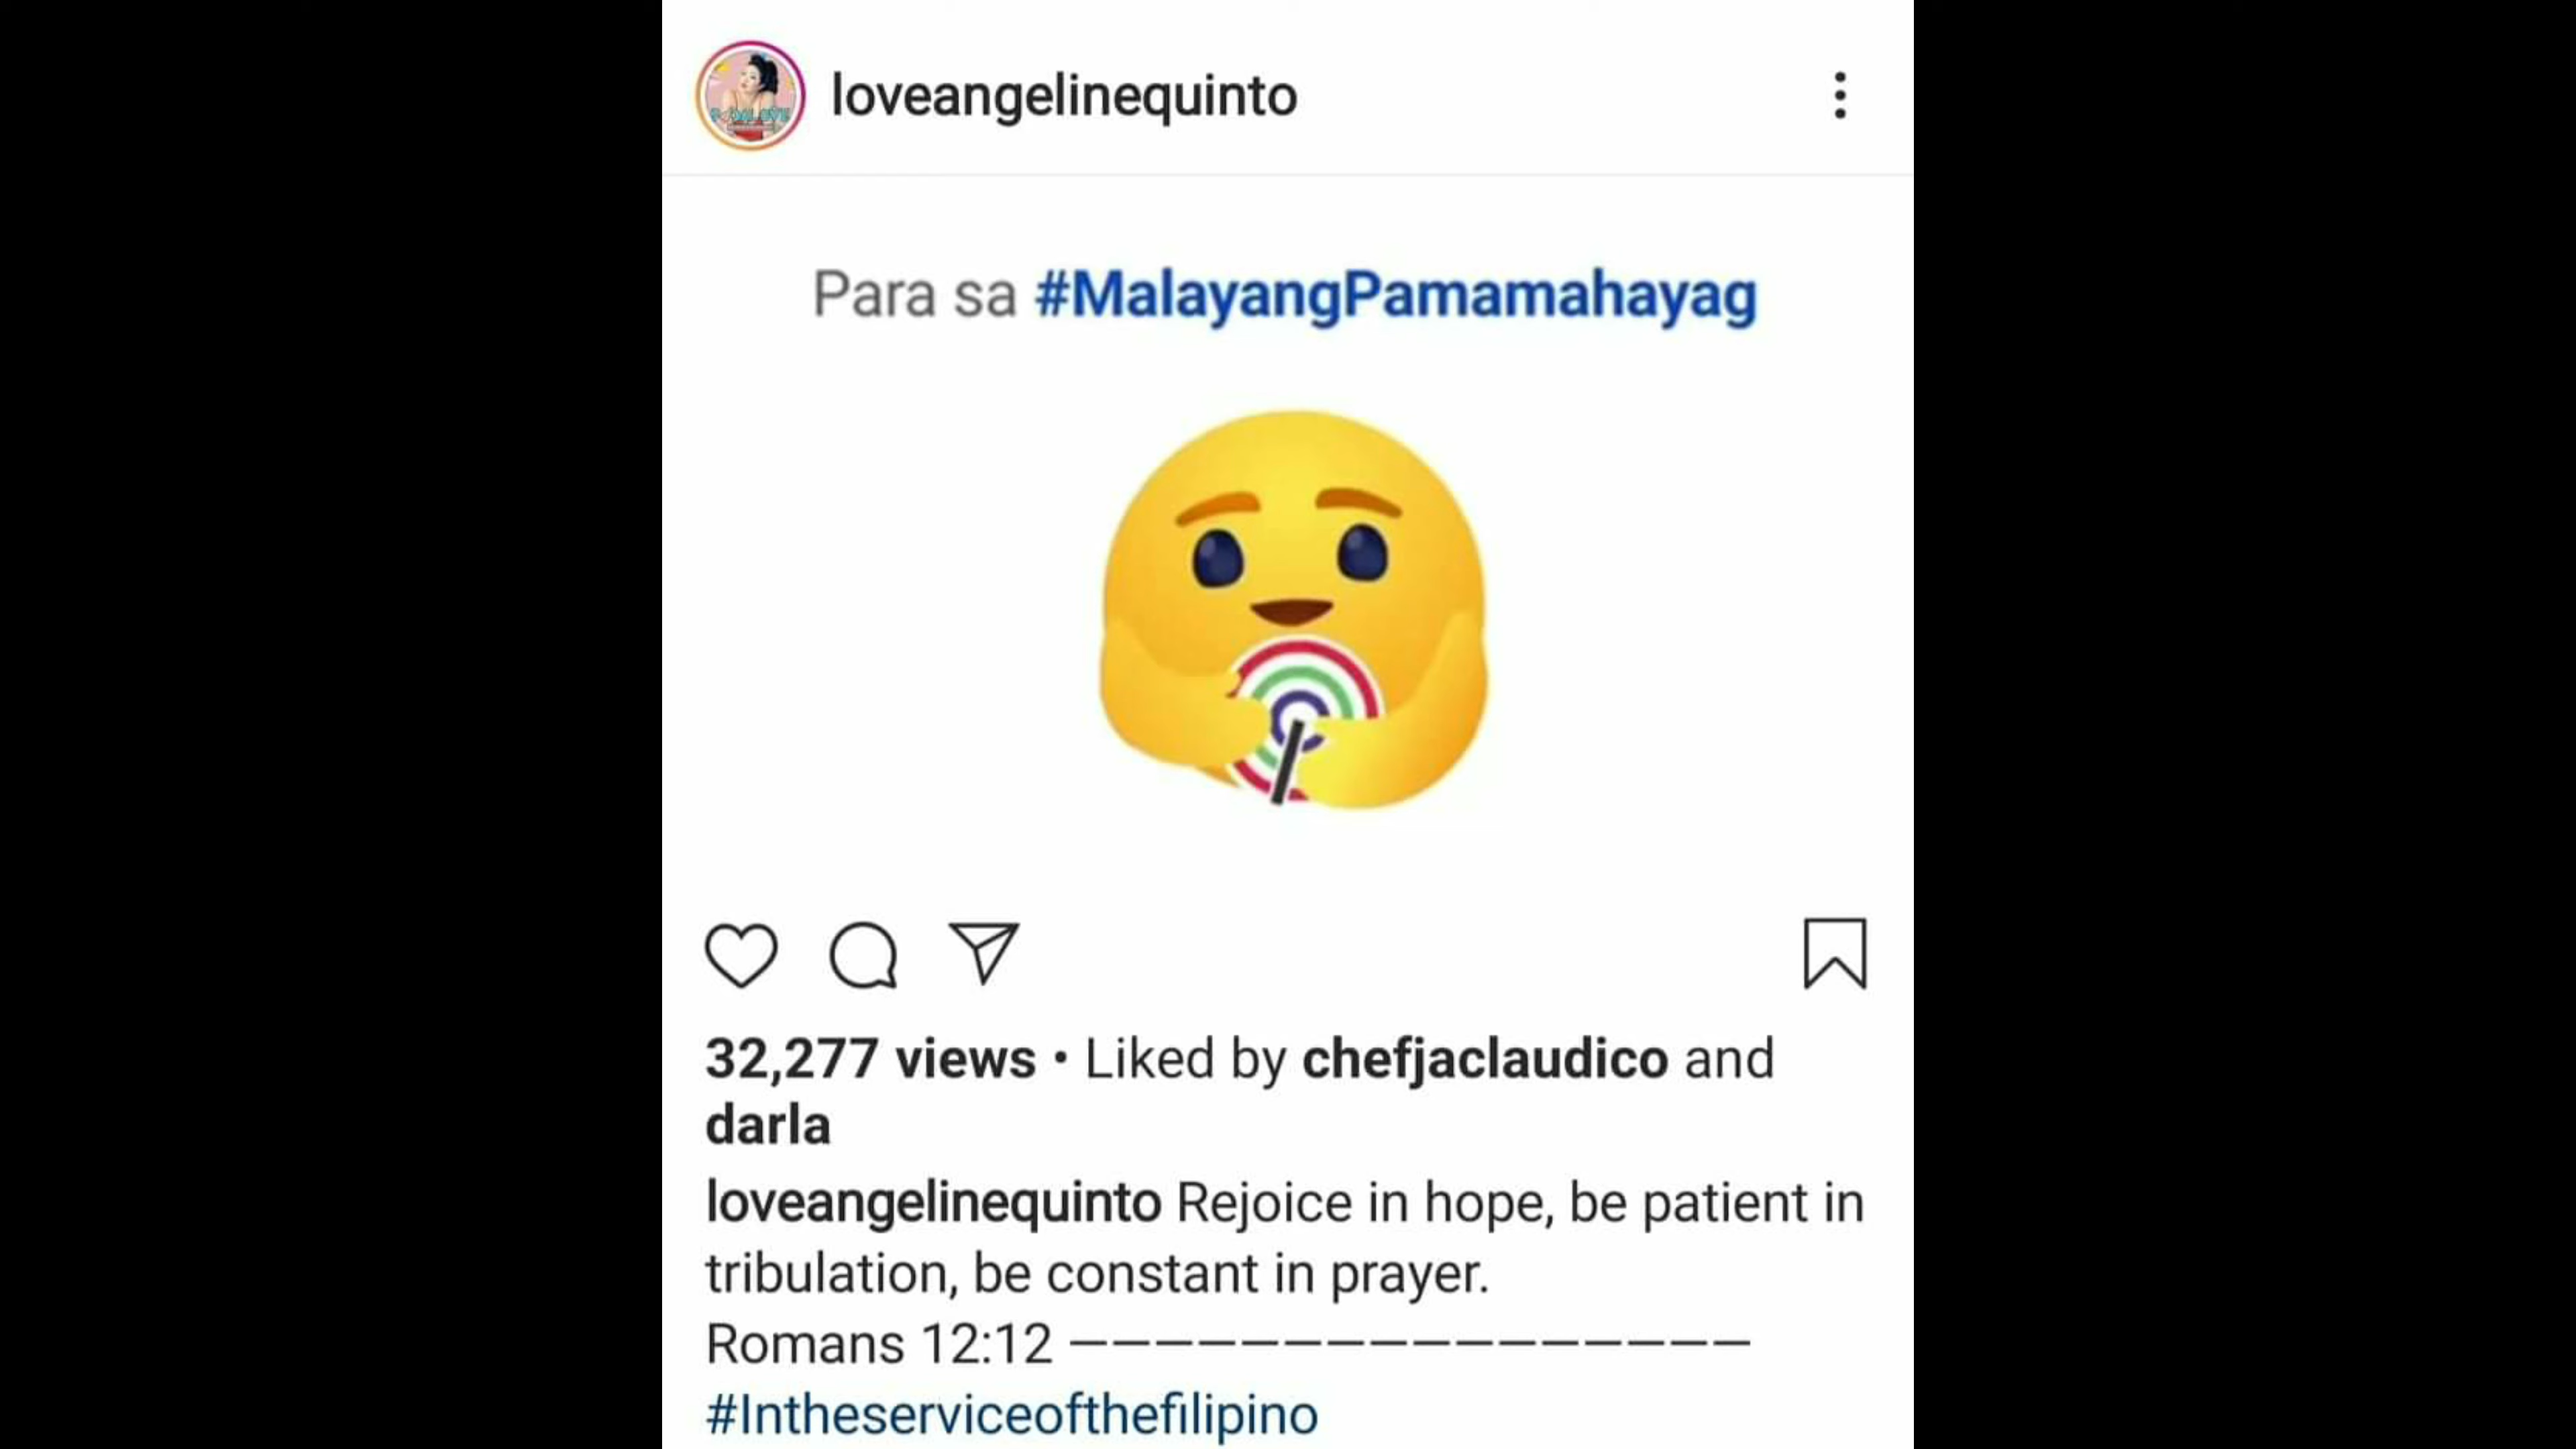 loveangelinequinto
Para sa #MalayangPamamahayag
32,277 views • Liked by chefjaclaudico and
darla
loveangelinequinto Rejoice in hope, be patient in
tribulation, be constant in prayer.
Romans 12:12 ————————————————
#Intheserviceofthefilipino